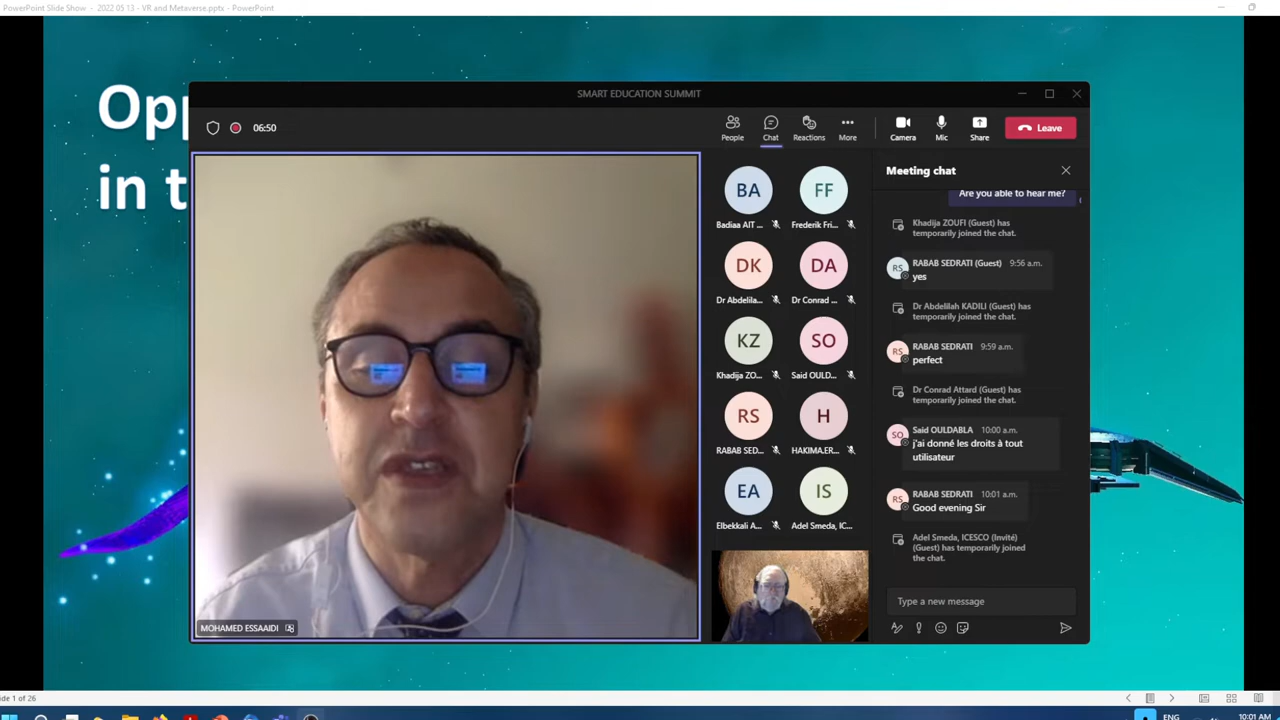 PowerPoint Slide Show - 2022 05 13 - VR and Metaverse.pptx - PowerPoint
Opp
in t
SMART EDUCATION SUMMIT
06:50
People
Chat
Reactions
More
Camera
Mic
Share
Leave
BA
Badiaa AIT ...
FF
Frederik Fri...
DK
Dr Abdelila...
DA
Dr Conrad ...
KZ
Khadija ZO...
SO
Said OULD...
RS
RABAB SED...
H
HAKIMA.ER...
EA
Elbekkali A...
IS
Adel Smeda, IC...
MOHAMED ESSAAIDI
Meeting chat
Are you able to hear me?
Khadija ZOUFI (Guest) has
temporarily joined the chat.
RS
RABAB SEDRATI (Guest) 9:56 a.m.
yes
Dr Abdelilah KADILI (Guest) has
temporarily joined the chat.
RS
RABAB SEDRATI 9:59 a.m.
perfect
Dr Conrad Attard (Guest) has
temporarily joined the chat.
SO
Said OULDABLA 10:00 a.m.
j'ai donné les droits à tout
utilisateur
RS
RABAB SEDRATI 10:01 a.m.
Good evening Sir
Adel Smeda, ICESCO (Invité)
(Guest) has temporarily joined
the chat.
Type a new message
lide 1 of 26
ENG
10:01 AM